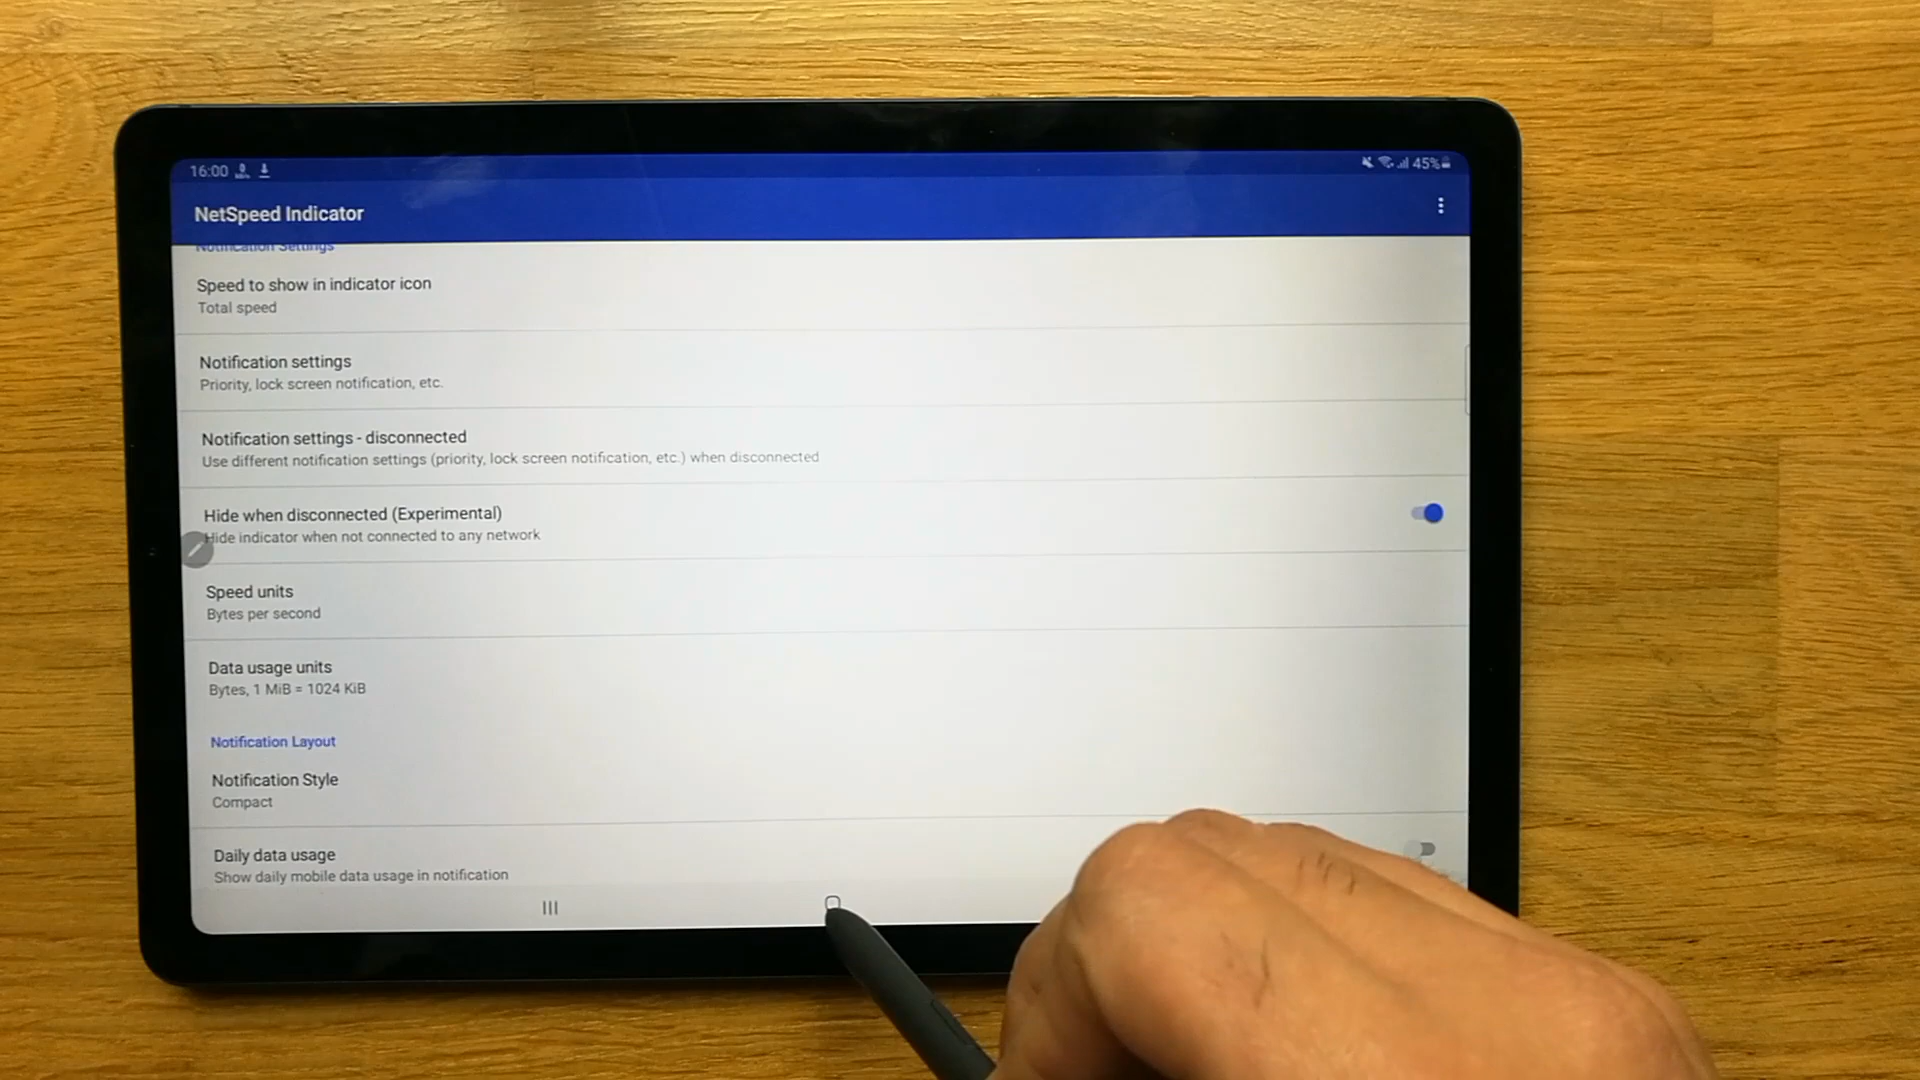 16:00
45%
NetSpeed Indicator
Notification Settings
Speed to show in indicator icon
Total speed
Notification settings
Priority, lock screen notification, etc.
Notification settings - disconnected
Use different notification settings (priority, lock screen notification, etc.) when disconnected
Hide when disconnected (Experimental)
Hide indicator when not connected to any network
Speed units
Bytes per second
Data usage units
Bytes, 1 MiB = 1024 KiB
Notification Layout
Notification Style
Compact
Daily data usage
Show daily mobile data usage in notification